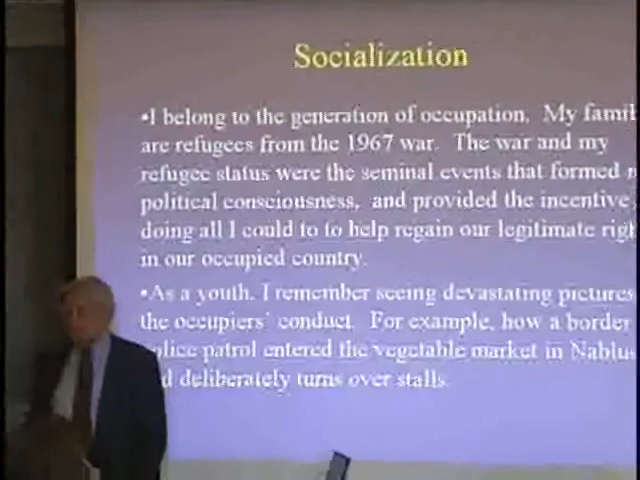 Socialization
•I belong to the generation of occupation. My famil
are refugees from the 1967 war. The war and my
refugee status were the seminal events that formed
political consciousness, and provided the incentive
doing all I could to to help regain our legitimate righ
in our occupied country.
•As a youth, I remember seeing devastating pictures
the occupiers' conduct. For example, how a border
olice patrol entered the vegetable market in Nablus
d deliberately turns over stalls.